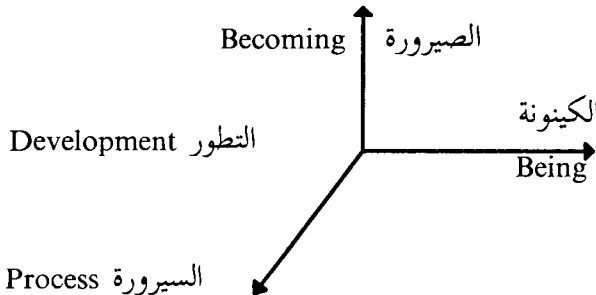 Becoming الصيرورة
الكينونة
Being
Development التطور
Process السيرورة